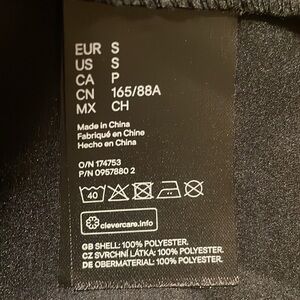 EUR S
US S
CA P
CN 165/88A
MX CH
Made in China
Fabriqué en Chine
Hecho en China
O/N 174753
P/N 0957880 2
40
clevercare.info
GB SHELL: 100% POLYESTER.
CZ SVRCHNÍ LÁTKA: 100% POLYESTER.
DE OBERMATERIAL: 100% POLYESTER.